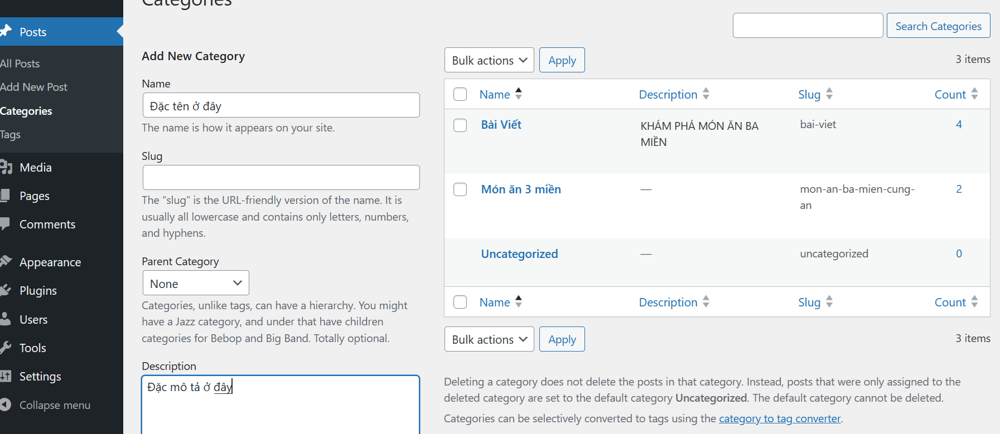 Categories
Search Categories
Posts
All Posts
Add New Post
Categories
Tags
Media
Pages
Comments
Appearance
Plugins
Users
Tools
Settings
Collapse menu
Add New Category
Name
Đặc tên ở đây
The name is how it appears on your site.
Slug
The “slug” is the URL-friendly version of the name. It is
usually all lowercase and contains only letters, numbers,
and hyphens.
Parent Category
None
Categories, unlike tags, can have a hierarchy. You might
have a Jazz category, and under that have children
categories for Bebop and Big Band. Totally optional.
Description
Đặc mô tả ở đây
Bulk actions Apply 3 items
Name Description Slug Count
Bài Viết KHÁM PHÁ MÓN ĂN BA bai-viet 4
MIỀN
Món ăn 3 miền — mon-an-ba-mien-cung- 2
an
Uncategorized — uncategorized 0
Name Description Slug Count
Bulk actions Apply 3 items
Deleting a category does not delete the posts in that category. Instead, posts that were only assigned to the
deleted category are set to the default category Uncategorized. The default category cannot be deleted.
Categories can be selectively converted to tags using the category to tag converter.